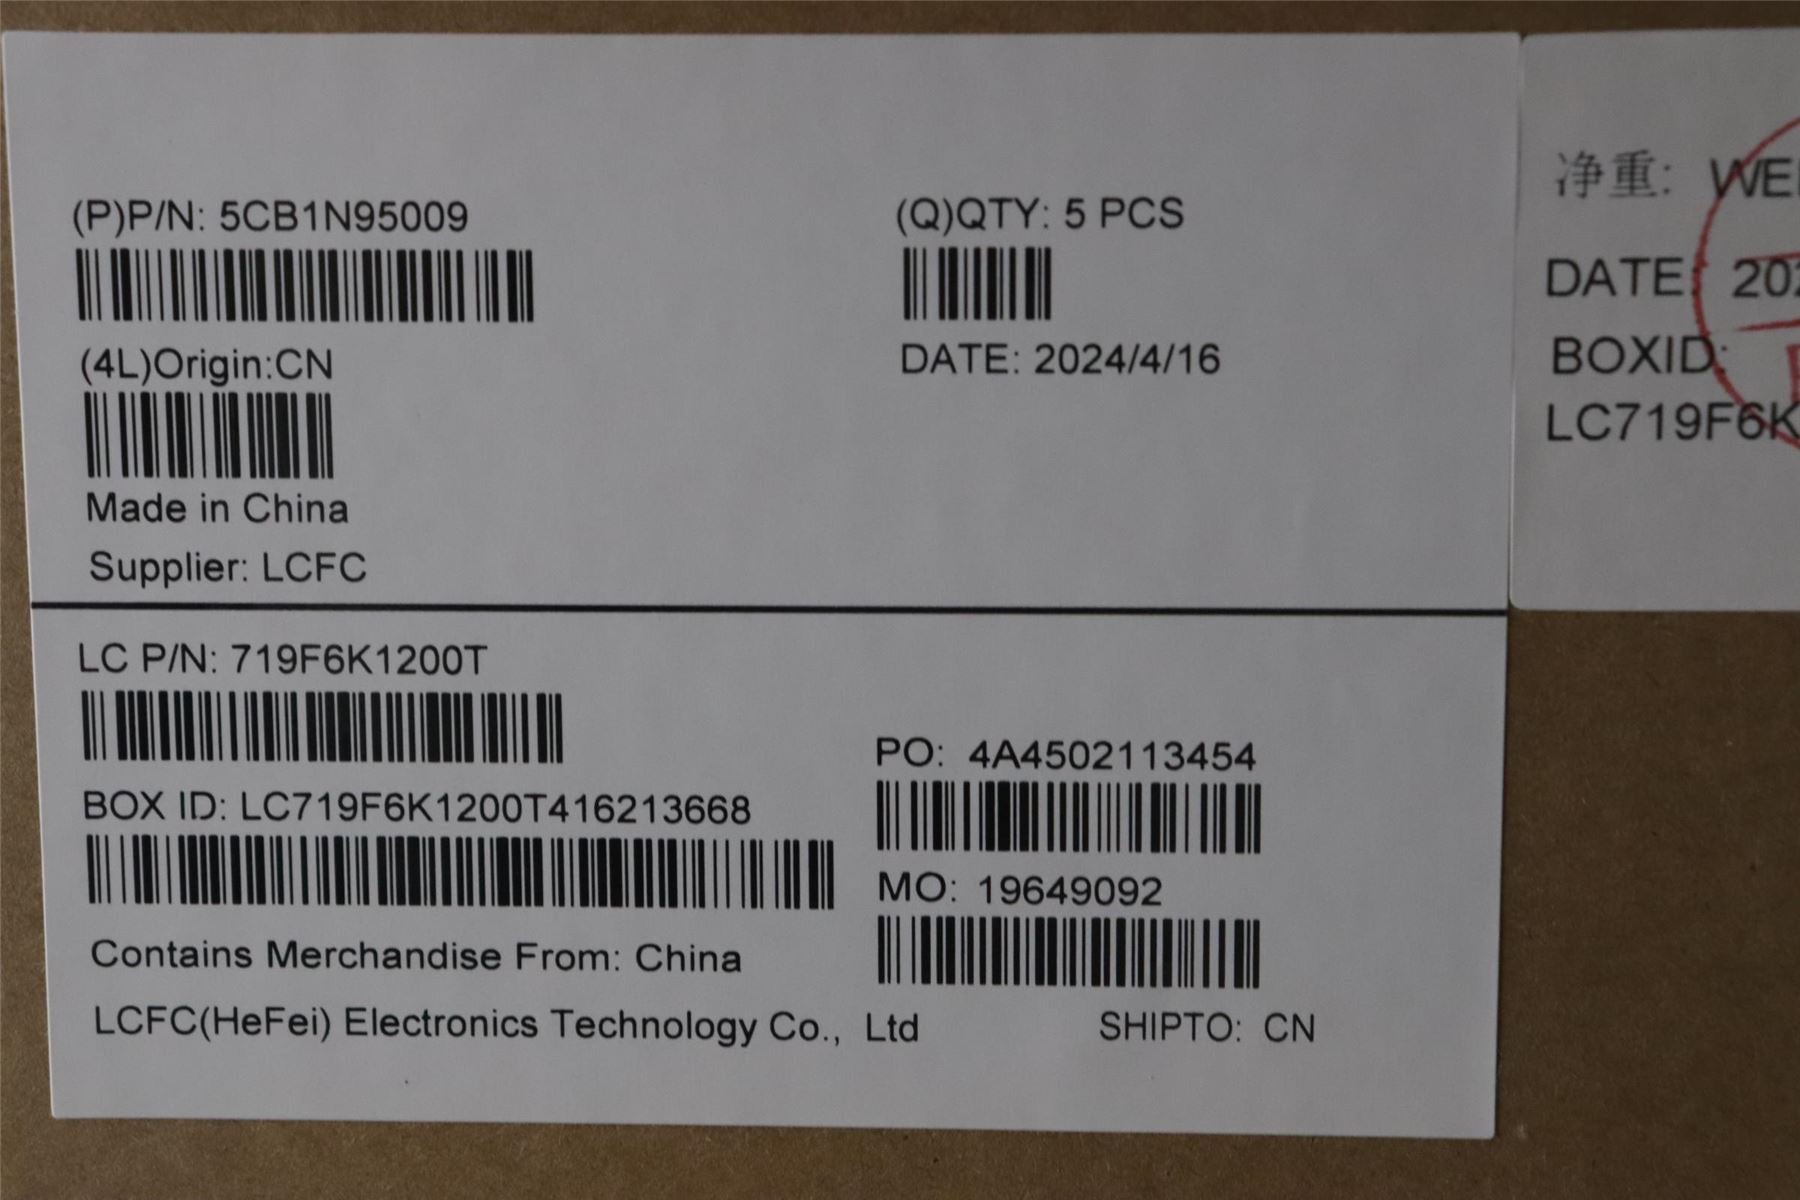 (P)P/N: 5CB1N95009
(Q)QTY: 5 PCS
(4L)Origin:CN
DATE: 2024/4/16
Made in China
Supplier: LCFC
LC P/N: 719F6K1200T
PO: 4A4502113454
BOX ID: LC719F6K1200T416213668
MO: 19649092
Contains Merchandise From: China
LCFC(HeFei) Electronics Technology Co., Ltd
SHIPTO: CN
净重:
DATE:
BOXID:
LC719F6K